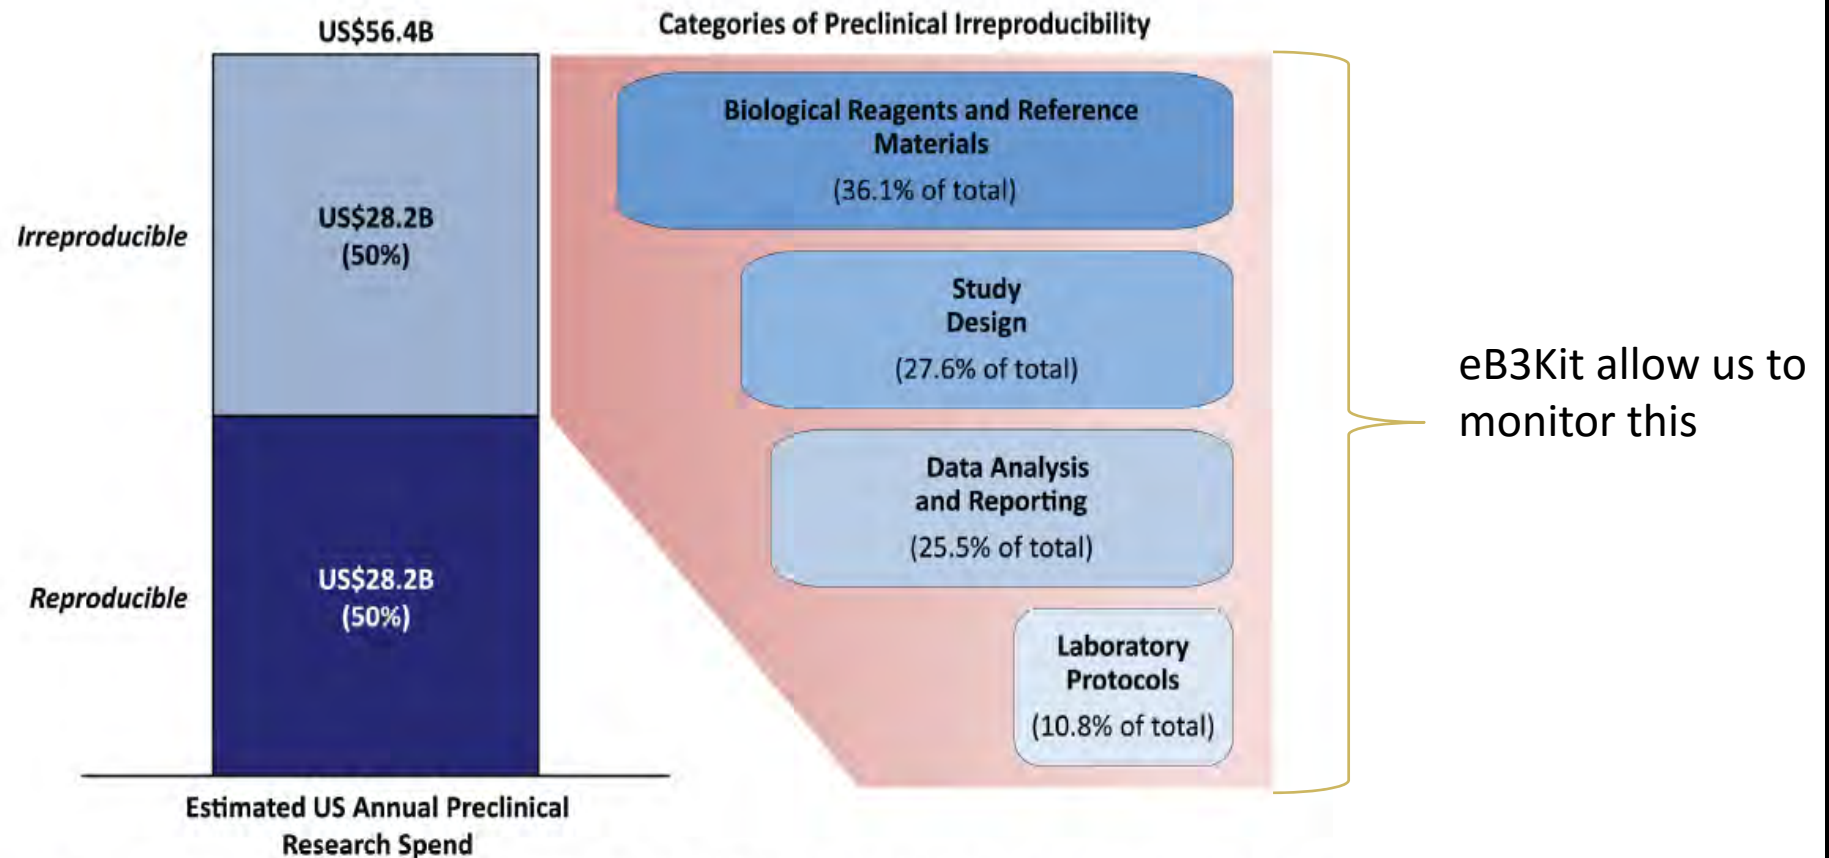 US$56.4B
Categories of Preclinical Irreproducibility
Irreproducible
US$28.2B
(50%)
Reproducible
US$28.2B
(50%)
Estimated US Annual Preclinical
Research Spend
Biological Reagents and Reference
Materials
(36.1% of total)
Study
Design
(27.6% of total)
Data Analysis
and Reporting
(25.5% of total)
Laboratory
Protocols
(10.8% of total)
eB3Kit allow us to
monitor this